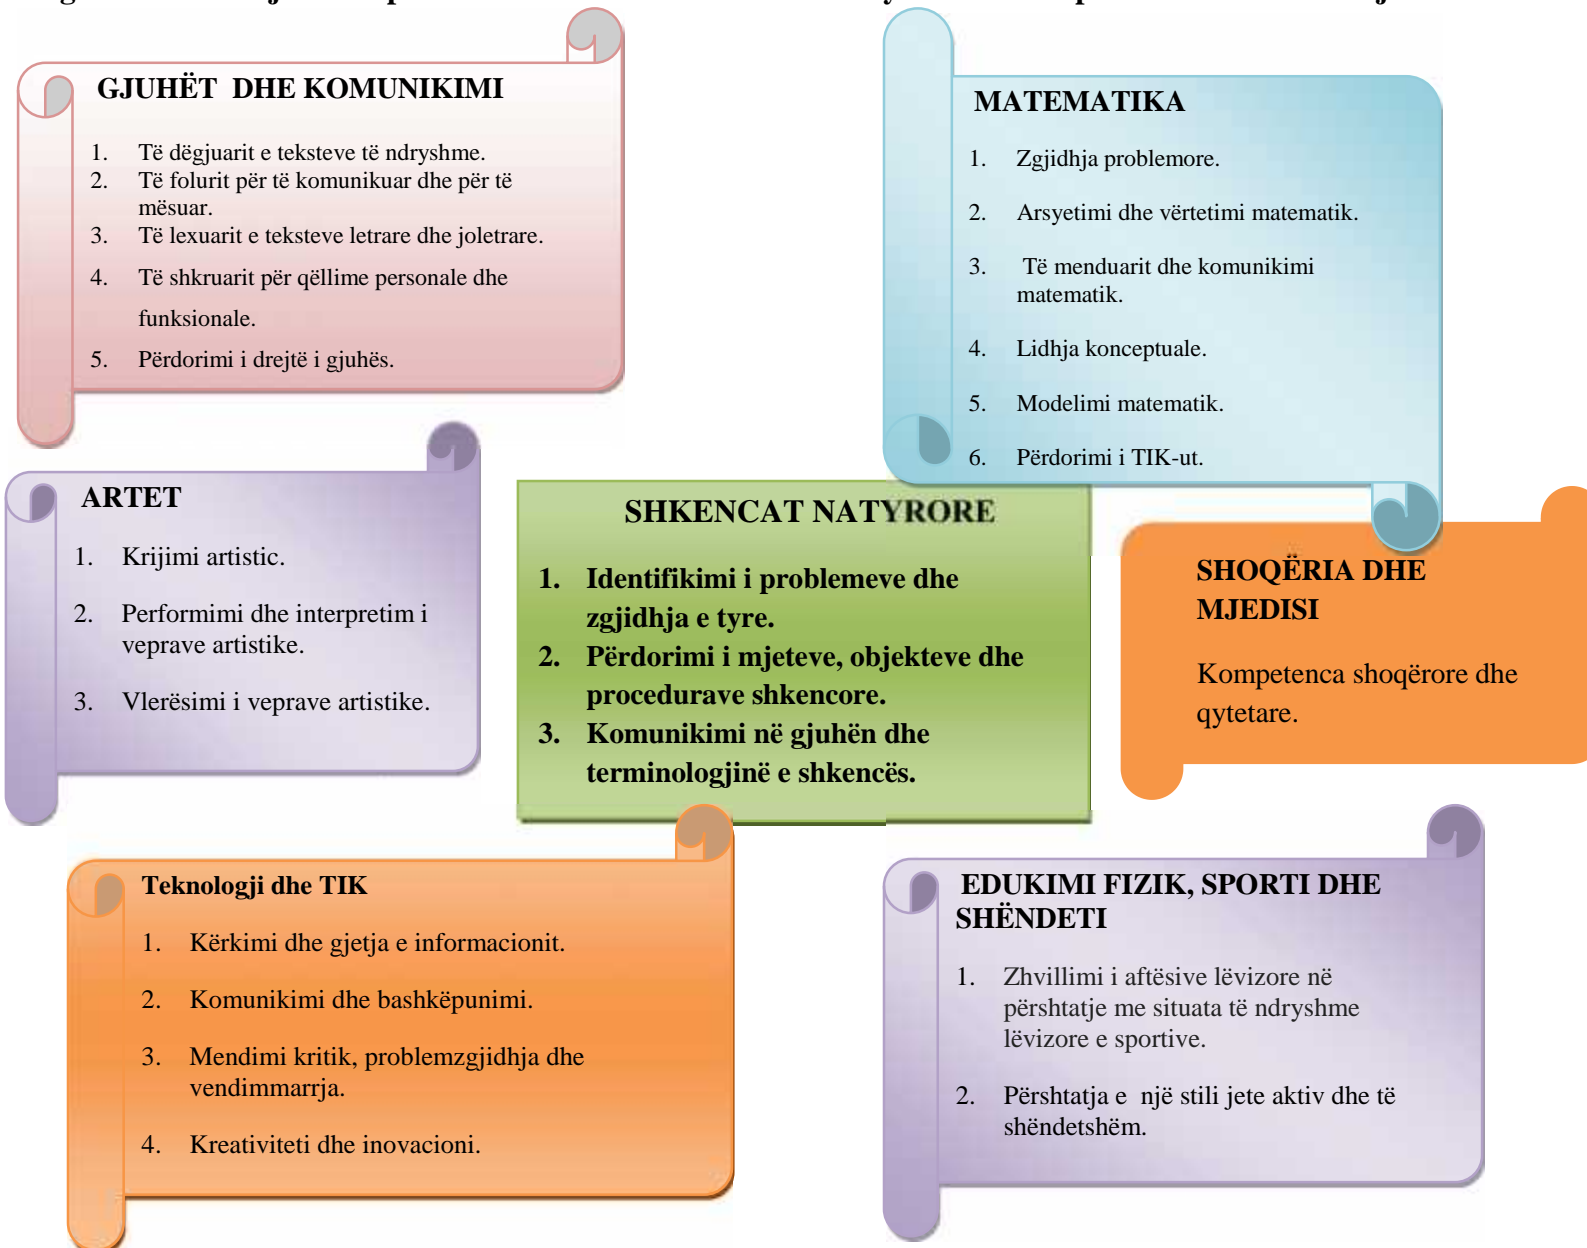 GJUHËT DHE KOMUNIKIMI
1. Të dëgjuarit e teksteve të ndryshme.
2. Të folurit për të komunikuar dhe për të
mësuar.
3. Të lexuarit e teksteve letrare dhe joletrare.
4. Të shkruarit për qëllime personale dhe
funksionale.
5. Përdorimi i drejtë i gjuhës.
MATEMATIKA
1. Zgjidhja problemore.
2. Arsyetimi dhe vërtetimi matematik.
3. Të menduarit dhe komunikimi
matematik.
4. Lidhja konceptuale.
5. Modelimi matematik.
6. Përdorimi i TIK-ut.
ARTET
1. Krijimi artistic.
2. Performimi dhe interpretim i
veprave artistike.
3. Vlerësimi i veprave artistike.
SHKENCAT NATYRORE
1. Identifikimi i problemeve dhe
zgjidhja e tyre.
2. Përdorimi i mjeteve, objekteve dhe
procedurave shkencore.
3. Komunikimi në gjuhën dhe
terminologjinë e shkencës.
SHOQËRIA DHE
MJEDISI
Kompetenca shoqërore dhe
qytetare.
Teknologji dhe TIK
1. Kërkimi dhe gjetja e informacionit.
2. Komunikimi dhe bashkëpunimi.
3. Mendimi kritik, problemzgjidhja dhe
vendimmarrja.
4. Kreativiteti dhe inovacioni.
EDUKIMI FIZIK, SPORTI DHE
SHËNDETI
1. Zhvillimi i aftësive lëvizore në
përshtatje me situata të ndryshme
lëvizore e sportive.
2. Përshtatja e një stili jete aktiv dhe të
shëndetshëm.